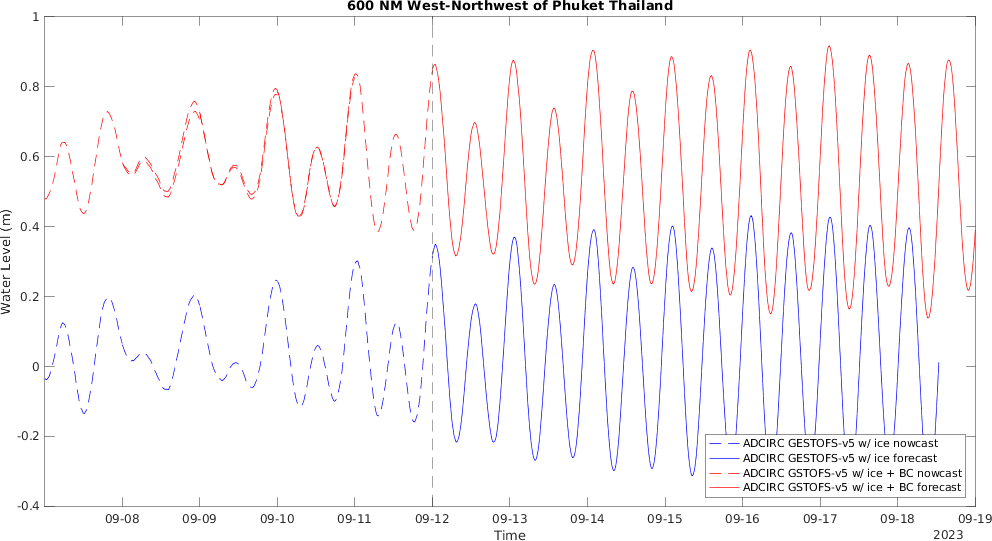 600 NM West-Northwest of Phuket Thailand
Water Level (m)
1
0.8
0.6
0.4
0.2
0
-0.2
-0.4
ADCIRC GESTOFS-v5 w/ ice nowcast
ADCIRC GESTOFS-v5 w/ ice forecast
ADCIRC GSTOFS-v5 w/ ice + BC nowcast
ADCIRC GSTOFS-v5 w/ ice + BC forecast
09-08 09-09 09-10 09-11 09-12 09-13 09-14 09-15 09-16 09-17 09-18 09-19
Time
2023